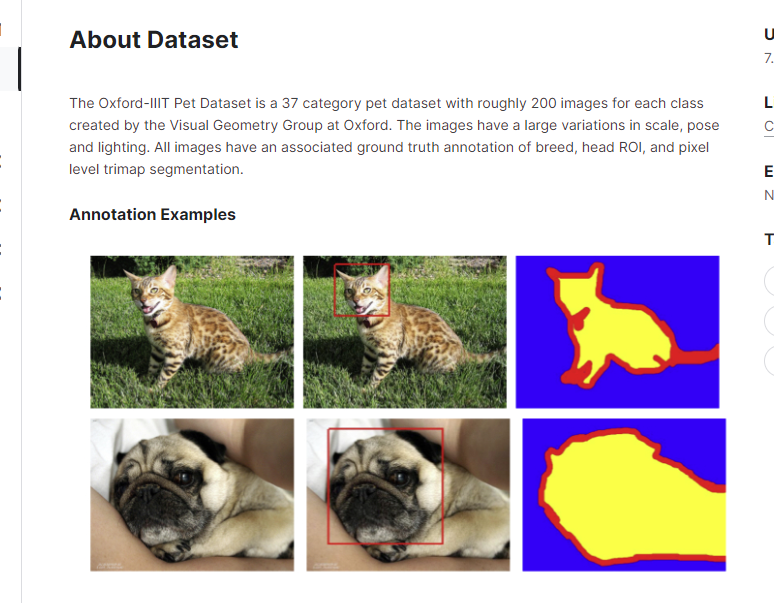 About Dataset
The Oxford-IIIT Pet Dataset is a 37 category pet dataset with roughly 200 images for each class
created by the Visual Geometry Group at Oxford. The images have a large variations in scale, pose
and lighting. All images have an associated ground truth annotation of breed, head ROI, and pixel
level trimap segmentation.
Annotation Examples
U
7.
L
C
E
N
T